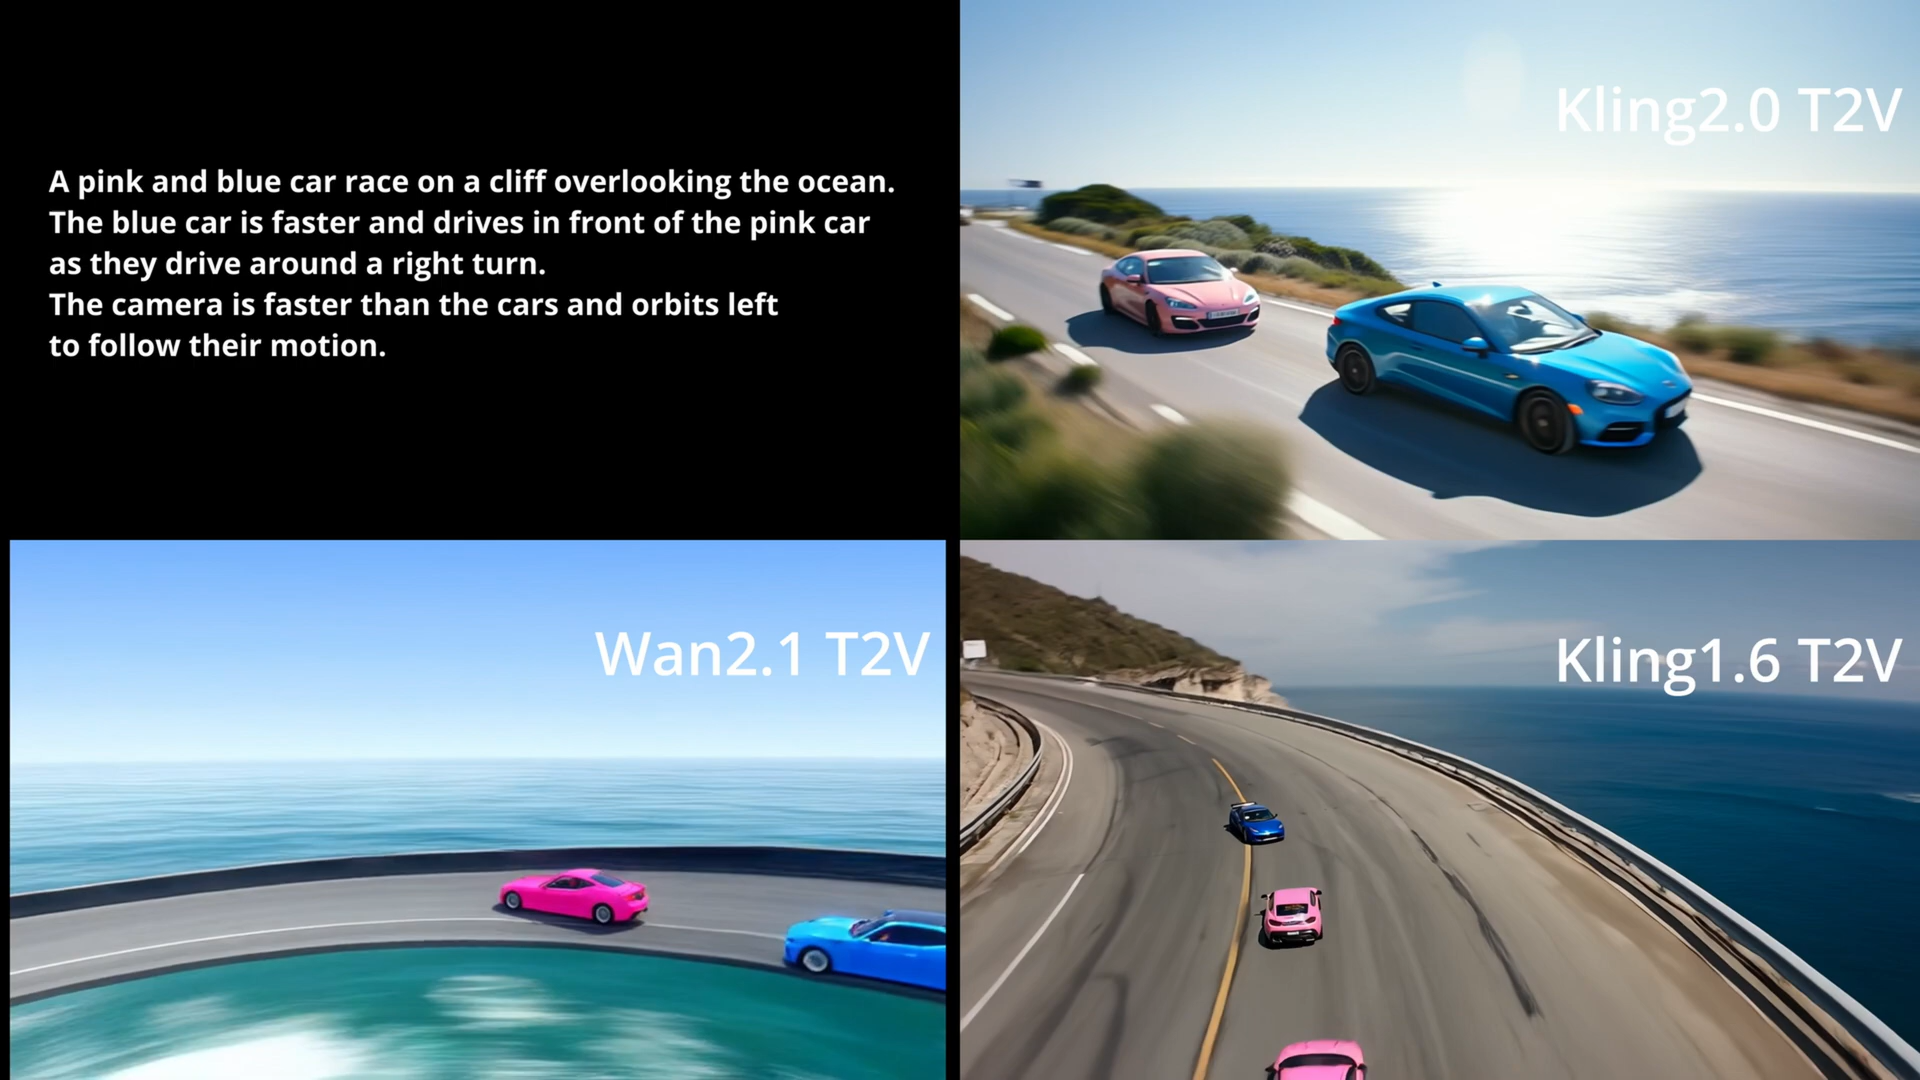 A pink and blue car race on a cliff overlooking the ocean.
The blue car is faster and drives in front of the pink car
as they drive around a right turn.
The camera is faster than the cars and orbits left
to follow their motion.
Kling2.0 T2V
Wan2.1 T2V
Kling1.6 T2V